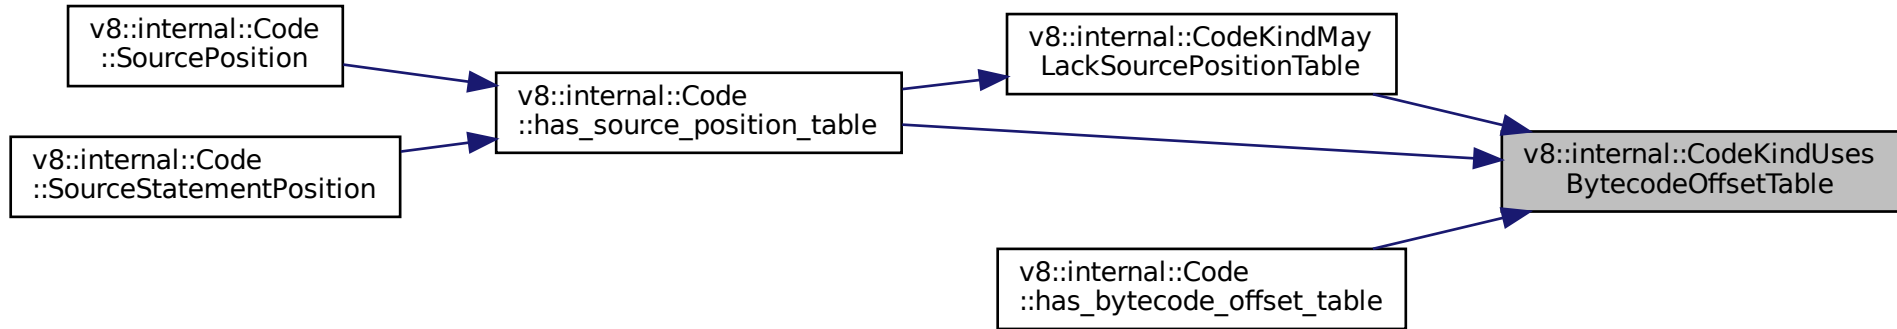 v8::internal::Code
::SourcePosition
v8::internal::Code
::SourceStatementPosition
v8::internal::Code
::has_source_position_table
v8::internal::CodeKindMay
LackSourcePositionTable
v8::internal::Code
::has_bytecode_offset_table
v8::internal::CodeKindUses
BytecodeOffsetTable